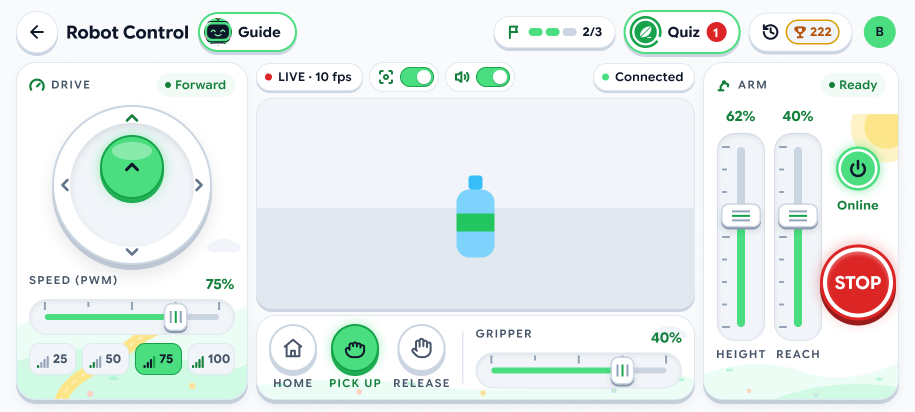 Robot Control
Guide
2/3
Quiz
1
222
B
DRIVE
Forward
LIVE · 10 fps
Connected
ARM
Ready
62%
40%
Online
STOP
HEIGHT
REACH
SPEED (PWM)
75%
25
50
75
100
HOME
PICK UP
RELEASE
GRIPPER
40%